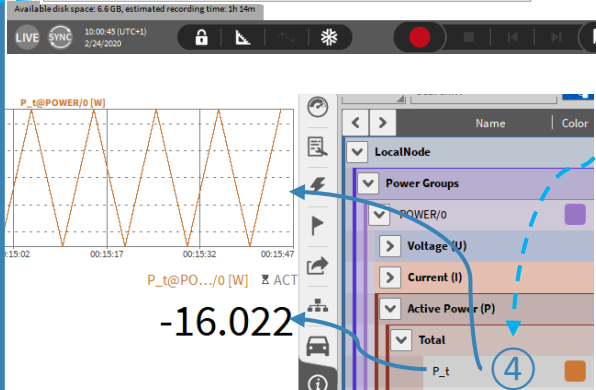 Available disk space: 6.6 GB, estimated recording time: 1h 14m
LIVE SYNC 10:00:45 (UTC+1)
2/24/2020
P_t@POWER/0 [W]
:15:02 00:15:17 00:15:32 00:15:47
P_t@PO.../0 [W] ACT
-16.022
Name Color
LocalNode
Power Groups
POWER/0
Voltage (U)
Current (I)
Active Power (P)
Total
P_t
4